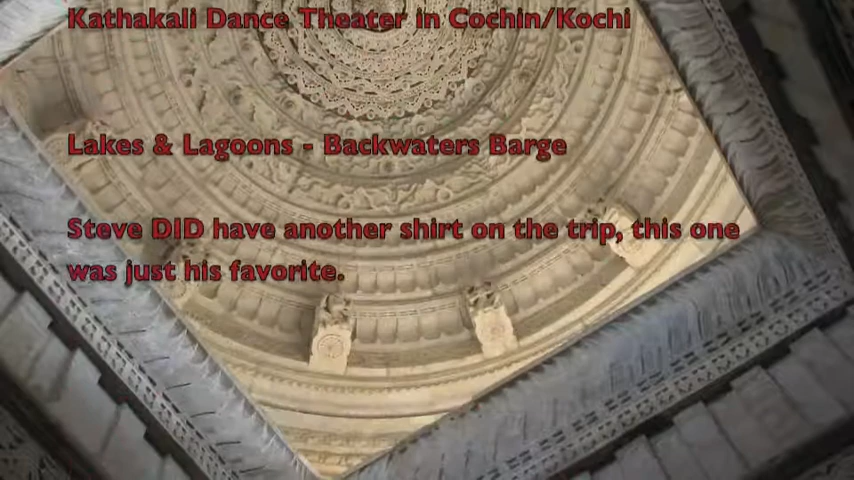 Kathakali Dance Theater in Cochin/Kochi
Lakes & Lagoons - Backwaters Barge
Steve DID have another shirt on the trip, this one
was just his favorite.